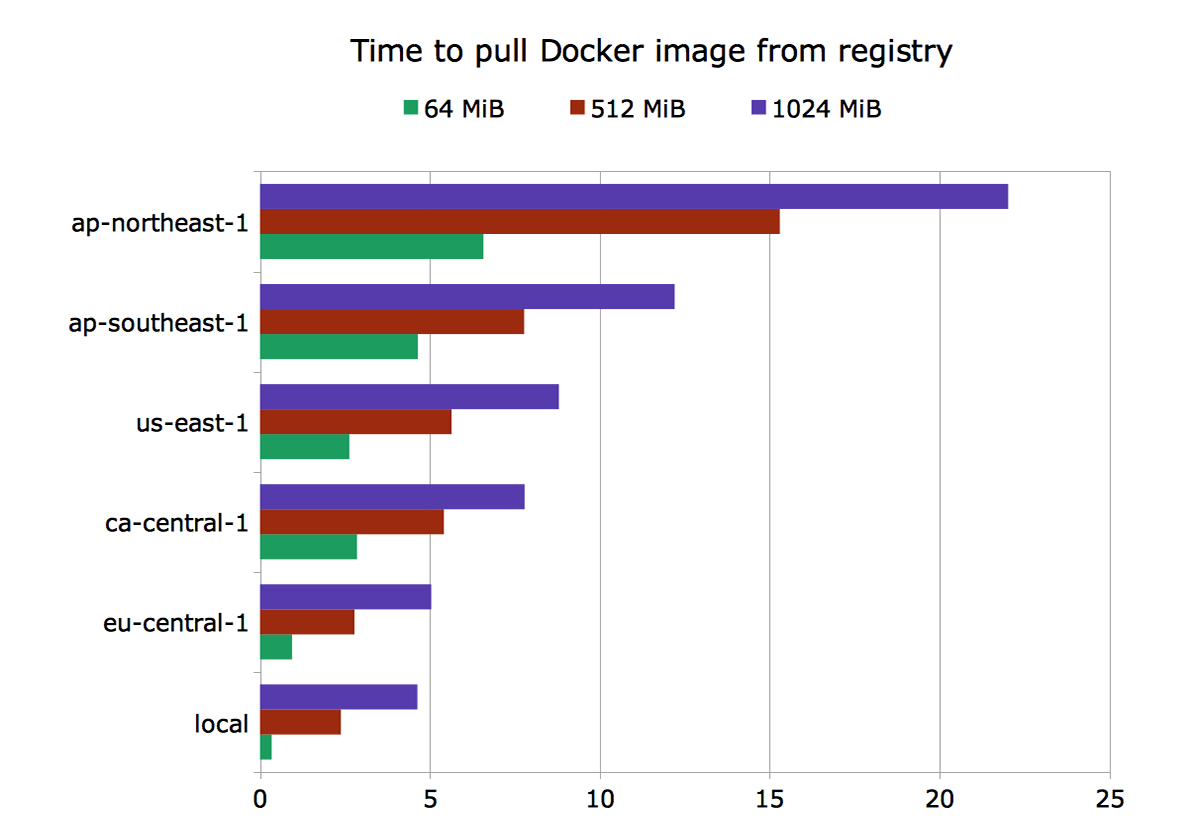 Time to pull Docker image from registry
64 MiB 512 MiB 1024 MiB
ap-northeast-1
ap-southeast-1
us-east-1
ca-central-1
eu-central-1
local
0 5 10 15 20 25